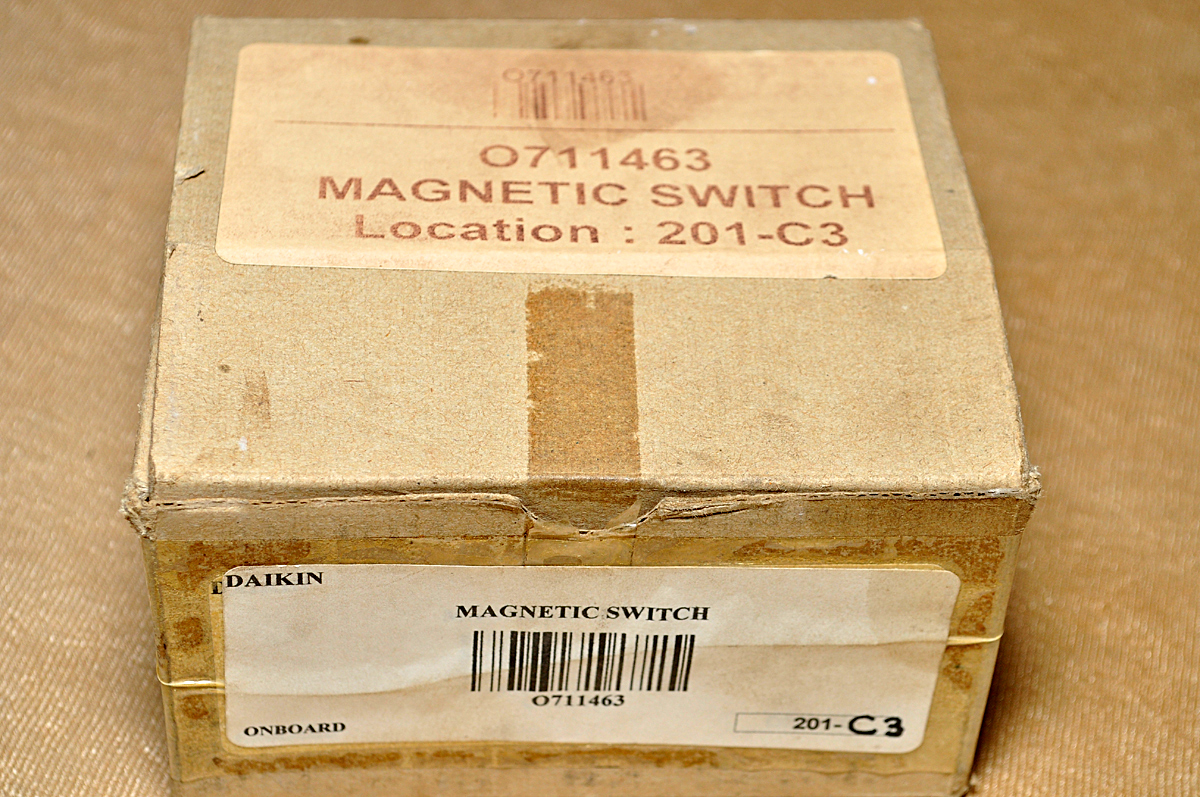 O711463
O711463
MAGNETIC SWITCH
Location : 201-C3
DAIKIN
MAGNETIC SWITCH
O711463
ONBOARD
201-C3